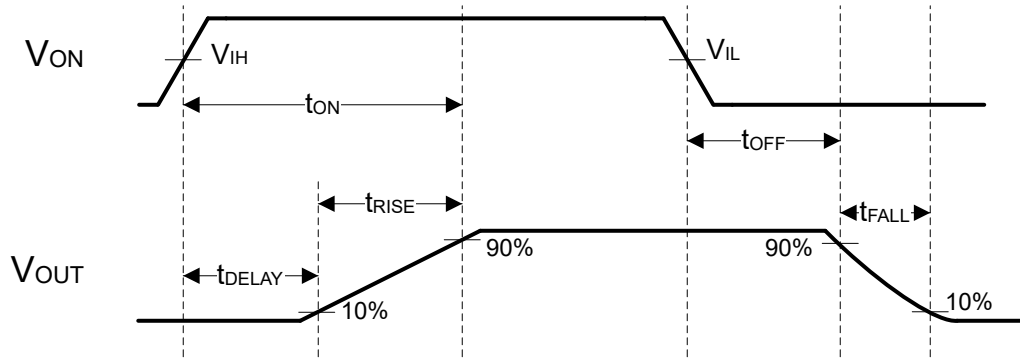 VON
VIH
VIL
tON
tOFF
tRISE
tFALL
VOUT
90%
90%
tDELAY
10%
10%